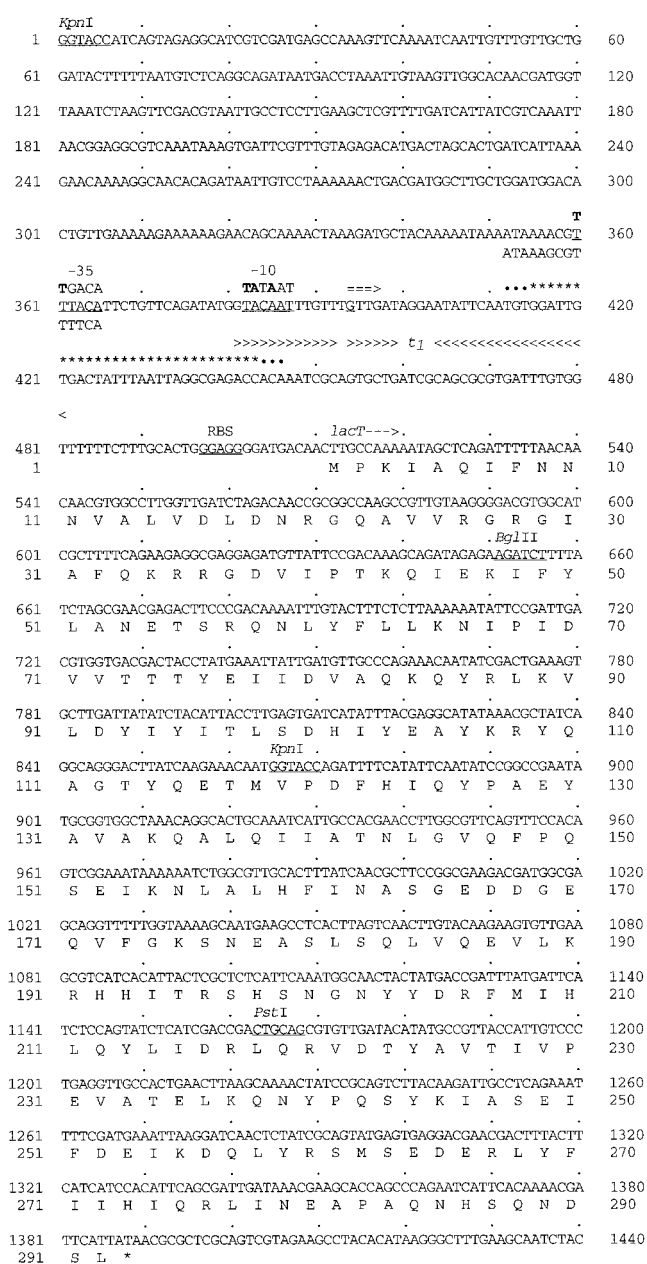 KpnI
1 GGTACCATCAGTAGAGGCATCGTCGATGAGCCAAAGTTCAAAATCAATTGTTTGTTGCTG 60
61 GATACTTTTTAATGTCTCAGGCAGATAATGACCTAAATTGTAAGTTGGCACAACGATGGT 120
121 TAAATCTAAGTTCGACGTAATTGCCTCCTTGAAGCTCGTTTTGATCATTATCGTCAAATT 180
181 AACGGAGGCGTCAAATAAAGTGATTCGTTTGTAGAGACATGACTAGCACTGATCATTAAA 240
241 GAACAAAAGGCAACACAGATAATTGTCCTAAAAAACTGACGATGGCTTGCTGGATGGACA 300
T
301 CTGTTGAAAAAGAAAAAAGAACAGCAAAACTAAAGATGCTACAAAAATAAAATAAAACGT 360
ATAAAGCGT
-35 -10
TGACA TATAAT ===> •••******
361 TTACATTCTGTTCAGATATGGTACAATTTGTTTGTTGATAGGAATATTCAATGTGGATTG 420
TTTCA
>>>>>>>>>>>> >>>>>> t1 <<<<<<<<<<<<<<<<<
***********************•••
421 TGACTATTTAATTAGGCGAGACCACAAATCGCAGTGCTGATCGCAGCGCGTGATTTGTGG 480
<
RBS lacT--->
481 TTTTTTCTTTGCACTGGGAGGGGATGACAACTTGCCAAAAATAGCTCAGATTTTTAACAA 540
1 M P K I A Q I F N N 10
541 CAACGTGGCCTTGGTTGATCTAGACAACCGCGGCCAAGCCGTTGTAAGGGGACGTGGCAT 600
11 N V A L V D L D N R G Q A V V R G R G I 30
BglII
601 CGCTTTTCAGAAGAGGCGAGGAGATGTTATTCCGACAAAGCAGATAGAGAAGATCTTTTA 660
31 A F Q K R R G D V I P T K Q I E K I F Y 50
661 TCTAGCGAACGAGACTTCCCGACAAAATTTGTACTTTCTCTTAAAAAATATTCCGATTGA 720
51 L A N E T S R Q N L Y F L L K N I P I D 70
721 CGTGGTGACGACTACCTATGAAATTATTGATGTTGCCCAGAAACAATATCGACTGAAAGT 780
71 V V T T T Y E I I D V A Q K Q Y R L K V 90
781 GCTTGATTATATCTACATTACCTTGAGTGATCATATTTACGAGGCATATAAACGCTATCA 840
91 L D Y I Y I T L S D H I Y E A Y K R Y Q 110
KpnI
841 GGCAGGGACTTATCAAGAAACAATGGTACCAGATTTTCATATTCAATATCCGGCCGAATA 900
111 A G T Y Q E T M V P D F H I Q Y P A E Y 130
901 TGCGGTGGCTAAACAGGCACTGCAAATCATTGCCACGAACCTTGGCGTTCAGTTTCCACA 960
131 A V A K Q A L Q I I A T N L G V Q F P Q 150
961 GTCGGAAATAAAAAATCTGGCGTTGCACTTTATCAACGCTTCCGGCGAAGACGATGGCGA 1020
151 S E I K N L A L H F I N A S G E D D G E 170
1021 GCAGGTTTTTGGTAAAAGCAATGAAGCCTCACTTAGTCAACTTGTACAAGAAGTGTTGAA 1080
171 Q V F G K S N E A S L S Q L V Q E V L K 190
1081 GCGTCATCACATTACTCGCTCTCATTCAAATGGCAACTACTATGACCGATTTATGATTCA 1140
191 R H H I T R S H S N G N Y Y D R F M I H 210
PstI
1141 TCTCCAGTATCTCATCGACCGACTGCAGCGTGTTGATACATATGCCGTTACCATTGTCCC 1200
211 L Q Y L I D R L Q R V D T Y A V T I V P 230
1201 TGAGGTTGCCACTGAACTTAAGCAAAACTATCCGCAGTCTTACAAGATTGCCTCAGAAAT 1260
231 E V A T E L K Q N Y P Q S Y K I A S E I 250
1261 TTTCGATGAAATTAAGGATCAACTCTATCGCAGTATGAGTGAGGACGAACGACTTTACTT 1320
251 F D E I K D Q L Y R S M S E D E R L Y F 270
1321 CATCATCCACATTCAGCGATTGATAAACGAAGCACCAGCCCAGAATCATTCACAAAACGA 1380
271 I I H I Q R L I N E A P A Q N H S Q N D 290
1381 TTCATTATAACGCGCTCGCAGTCGTAGAAGCCTACACATAAGGGCTTTGAAGCAATCTAC 1440
291 S L *